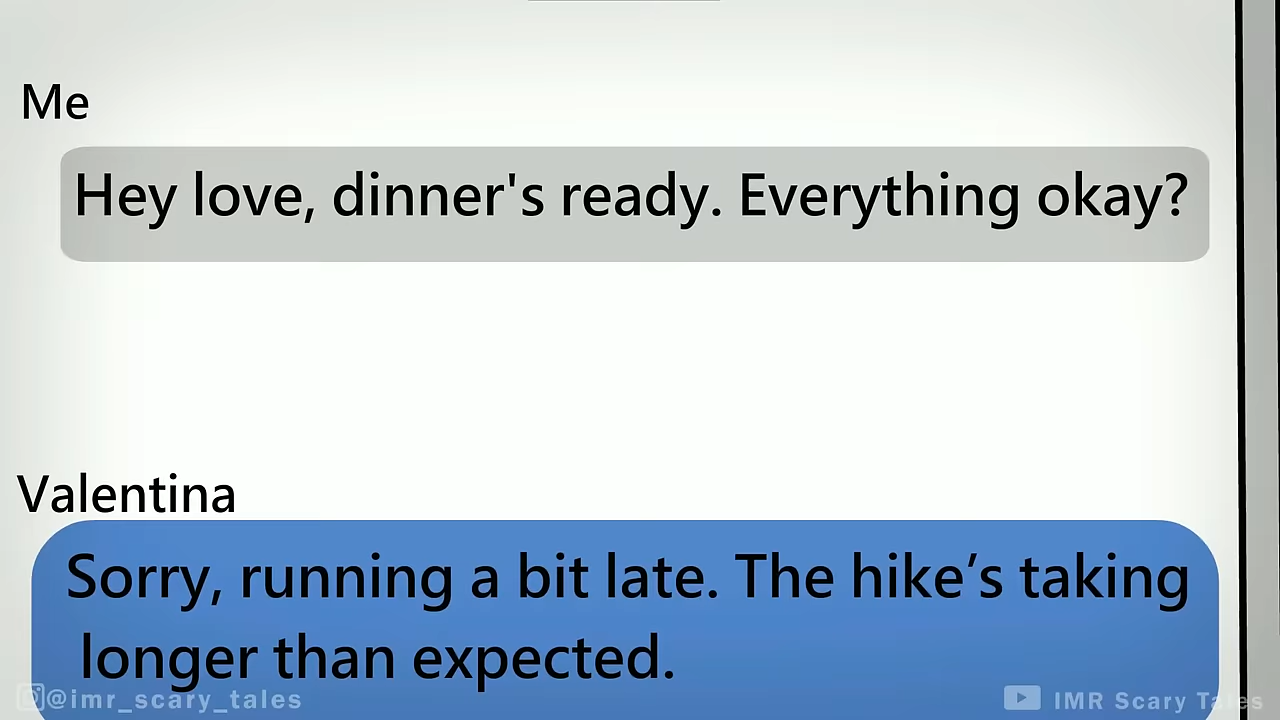 Me
Hey love, dinner's ready. Everything okay?
Valentina
Sorry, running a bit late. The hike’s taking
longer than expected.
@imr_scary_tales
IMR Scary Tales